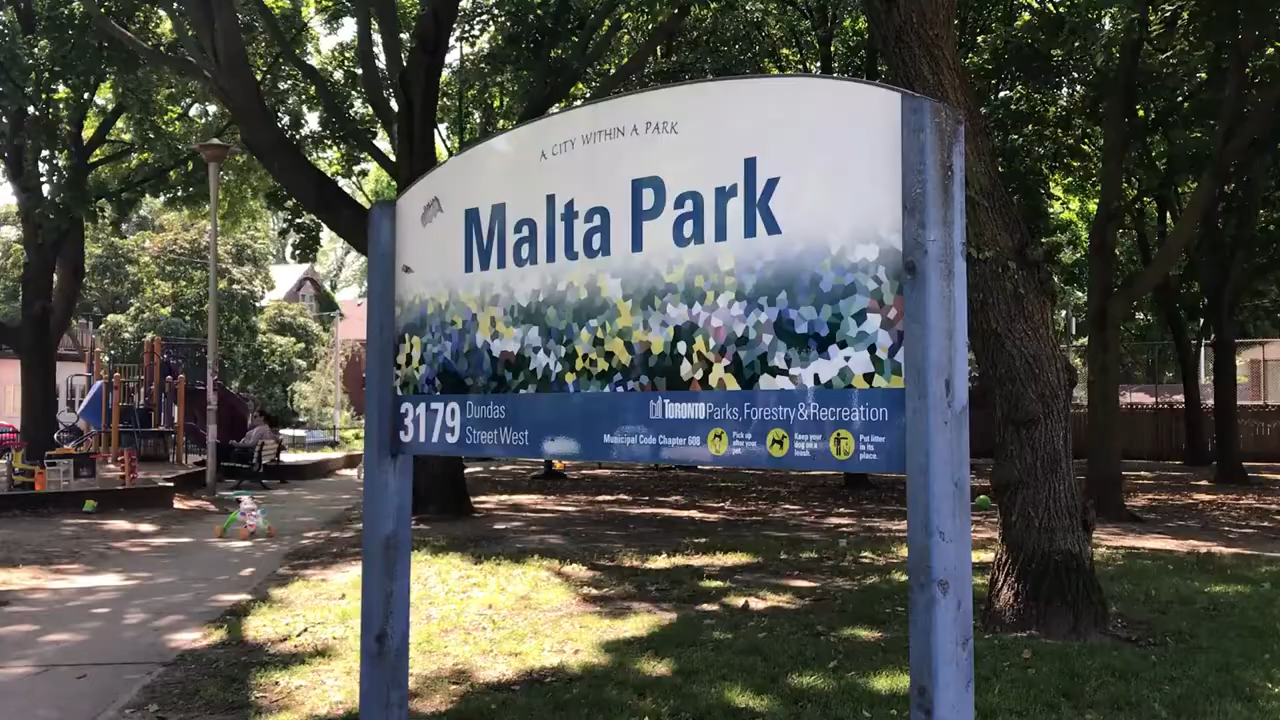 A CITY WITHIN A PARK
Malta Park
3179 Dundas
Street West
TORONTO Parks, Forestry & Recreation
Municipal Code Chapter 608
Pick up
after your
pet.
Keep your
dog on a
leash.
Put litter
in its
place.